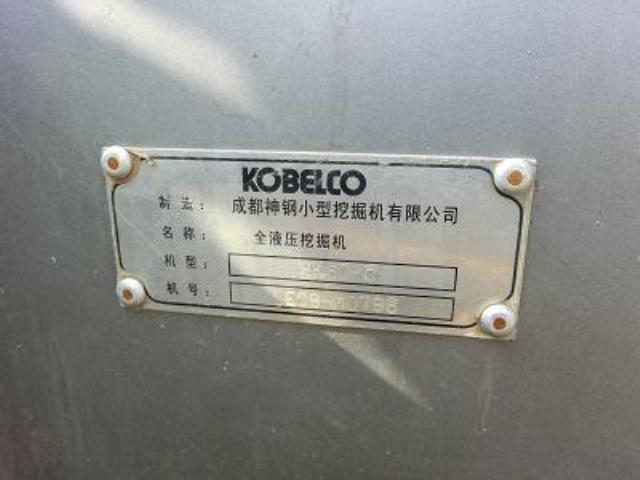 KOBELCO
制造: 成都神钢小型挖掘机有限公司
名称: 全液压挖掘机
机型: SK60-C
机号: